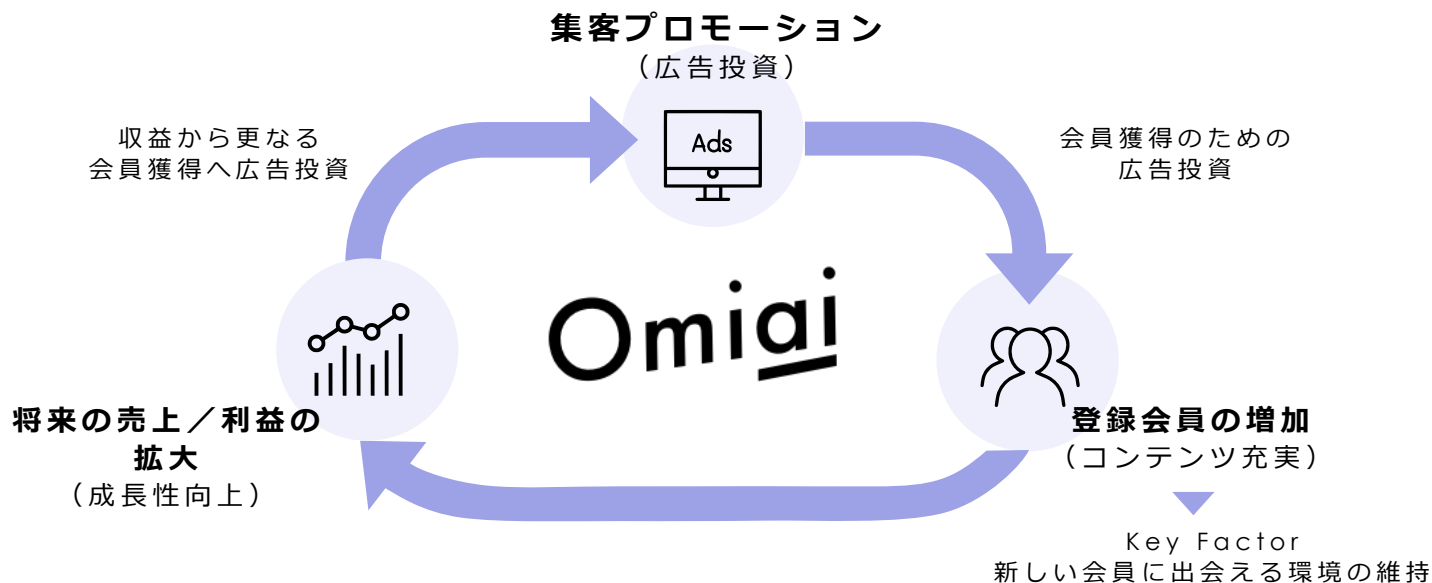 集客プロモーション
（広告投資）
Ads
収益から更なる
会員獲得へ広告投資
会員獲得のための
広告投資
Omiai
将来の売上／利益の
拡大
（成長性向上）
登録会員の増加
（コンテンツ充実）
Key Factor
新しい会員に出会える環境の維持